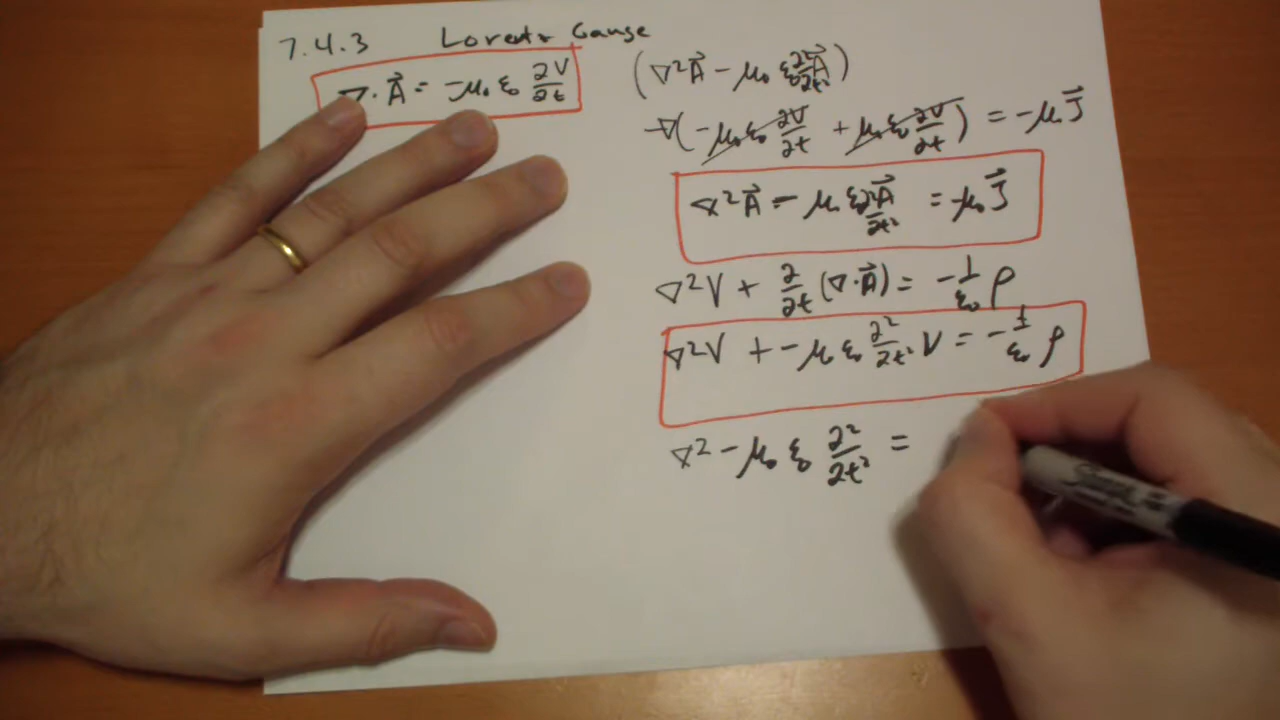 7.4.3 Lorentz Gauge
∇·A⃗ = -μ₀ε₀ ∂V/∂t
(∇²A⃗ - μ₀ε₀ ∂²A⃗/∂t²)
-∇(-μ₀ε₀ ∂V/∂t + μ₀ε₀ ∂V/∂t) = -μ₀J⃗
∇²A⃗ - μ₀ε₀ ∂²A⃗/∂t² = -μ₀J⃗
∇²V + ∂/∂t (∇·A⃗) = -1/ε₀ ρ
∇²V + -μ₀ε₀ ∂²/∂t² V = -1/ε₀ ρ
∇² - μ₀ε₀ ∂²/∂t² =